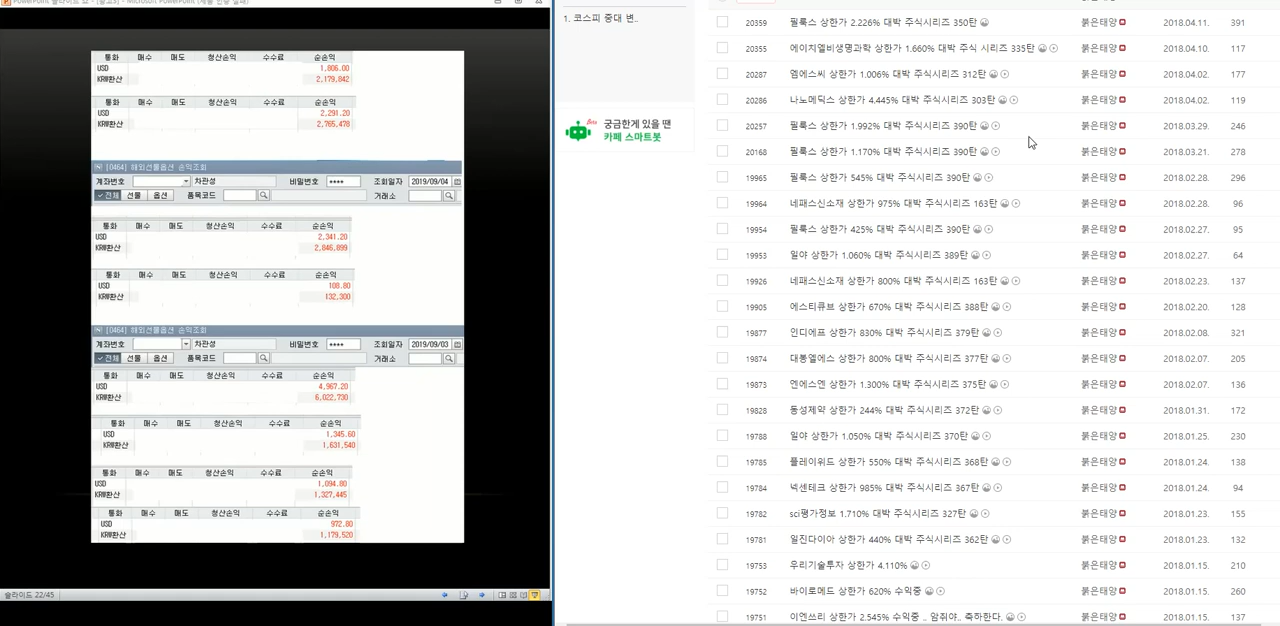 통화 매수 매도 청산손익 수수료 순손익
USD 1,806.00
KRW환산 2,179,842
통화 매수 매도 청산손익 수수료 순손익
USD 2,291.20
KRW환산 2,765,478
[0464] 해외선물옵션 손익조회
계좌번호 차관성 비밀번호 **** 조회일자 2019/09/04
전체 선물 옵션 품목코드 거래소
통화 매수 매도 청산손익 수수료 순손익
USD 2,341.20
KRW환산 2,846,899
통화 매수 매도 청산손익 수수료 순손익
USD 108.80
KRW환산 132,300
[0464] 해외선물옵션 손익조회
계좌번호 차관성 비밀번호 **** 조회일자 2019/09/03
전체 선물 옵션 품목코드 거래소
통화 매수 매도 청산손익 수수료 순손익
USD 4,967.20
KRW환산 6,022,730
통화 매수 매도 청산손익 수수료 순손익
USD 1,345.60
KRW환산 1,631,540
통화 매수 매도 청산손익 수수료 순손익
USD 1,094.80
KRW환산 1,327,445
통화 매수 매도 청산손익 수수료 순손익
USD 972.80
KRW환산 1,179,520
슬라이드 22/45
1. 코스피 중대 변..
궁금한게 있을 땐
카페 스마트봇
Beta
20359 필룩스 상한가 2.226% 대박 주식시리즈 350탄 붉은태양 2018.04.11. 391
20355 에이치엘비생명과학 상한가 1.660% 대박 주식 시리즈 335탄 붉은태양 2018.04.10. 117
20287 엠에스씨 상한가 1.006% 대박 주식시리즈 312탄 붉은태양 2018.04.02. 177
20286 나노메딕스 상한가 4.445% 대박 주식시리즈 303탄 붉은태양 2018.04.02. 119
20257 필룩스 상한가 1.992% 대박 주식시리즈 390탄 붉은태양 2018.03.29. 246
20168 필룩스 상한가 1.170% 대박 주식시리즈 390탄 붉은태양 2018.03.21. 278
19965 필룩스 상한가 545% 대박 주식시리즈 390탄 붉은태양 2018.02.28. 296
19964 네패스신소재 상한가 975% 대박 주식시리즈 163탄 붉은태양 2018.02.28. 96
19954 필룩스 상한가 425% 대박 주식시리즈 390탄 붉은태양 2018.02.27. 95
19953 일야 상한가 1.060% 대박 주식시리즈 389탄 붉은태양 2018.02.27. 64
19926 네패스신소재 상한가 800% 대박 주식시리즈 163탄 붉은태양 2018.02.23. 137
19905 에스티큐브 상한가 670% 대박 주식시리즈 388탄 붉은태양 2018.02.20. 128
19877 인디에프 상한가 830% 대박 주식시리즈 379탄 붉은태양 2018.02.08. 321
19874 대봉엘에스 상한가 800% 대박 주식시리즈 377탄 붉은태양 2018.02.07. 205
19873 엔에스엔 상한가 1.300% 대박 주식시리즈 375탄 붉은태양 2018.02.07. 136
19828 동성제약 상한가 244% 대박 주식시리즈 372탄 붉은태양 2018.01.31. 172
19788 일야 상한가 1.050% 대박 주식시리즈 370탄 붉은태양 2018.01.25. 230
19785 플레이위드 상한가 550% 대박 주식시리즈 368탄 붉은태양 2018.01.24. 138
19784 넥센테크 상한가 985% 대박 주식시리즈 367탄 붉은태양 2018.01.24. 94
19782 sci평가정보 1.710% 대박 주식시리즈 327탄 붉은태양 2018.01.23. 155
19781 일진다이아 상한가 440% 대박 주식시리즈 362탄 붉은태양 2018.01.23. 132
19753 우리기술투자 상한가 4.110% 붉은태양 2018.01.15. 210
19752 바이로메드 상한가 620% 수익중 붉은태양 2018.01.15. 260
19751 이엔쓰리 상한가 2.545% 수익중 .. 암쥐야.. 축하한다. 붉은태양 2018.01.15. 137